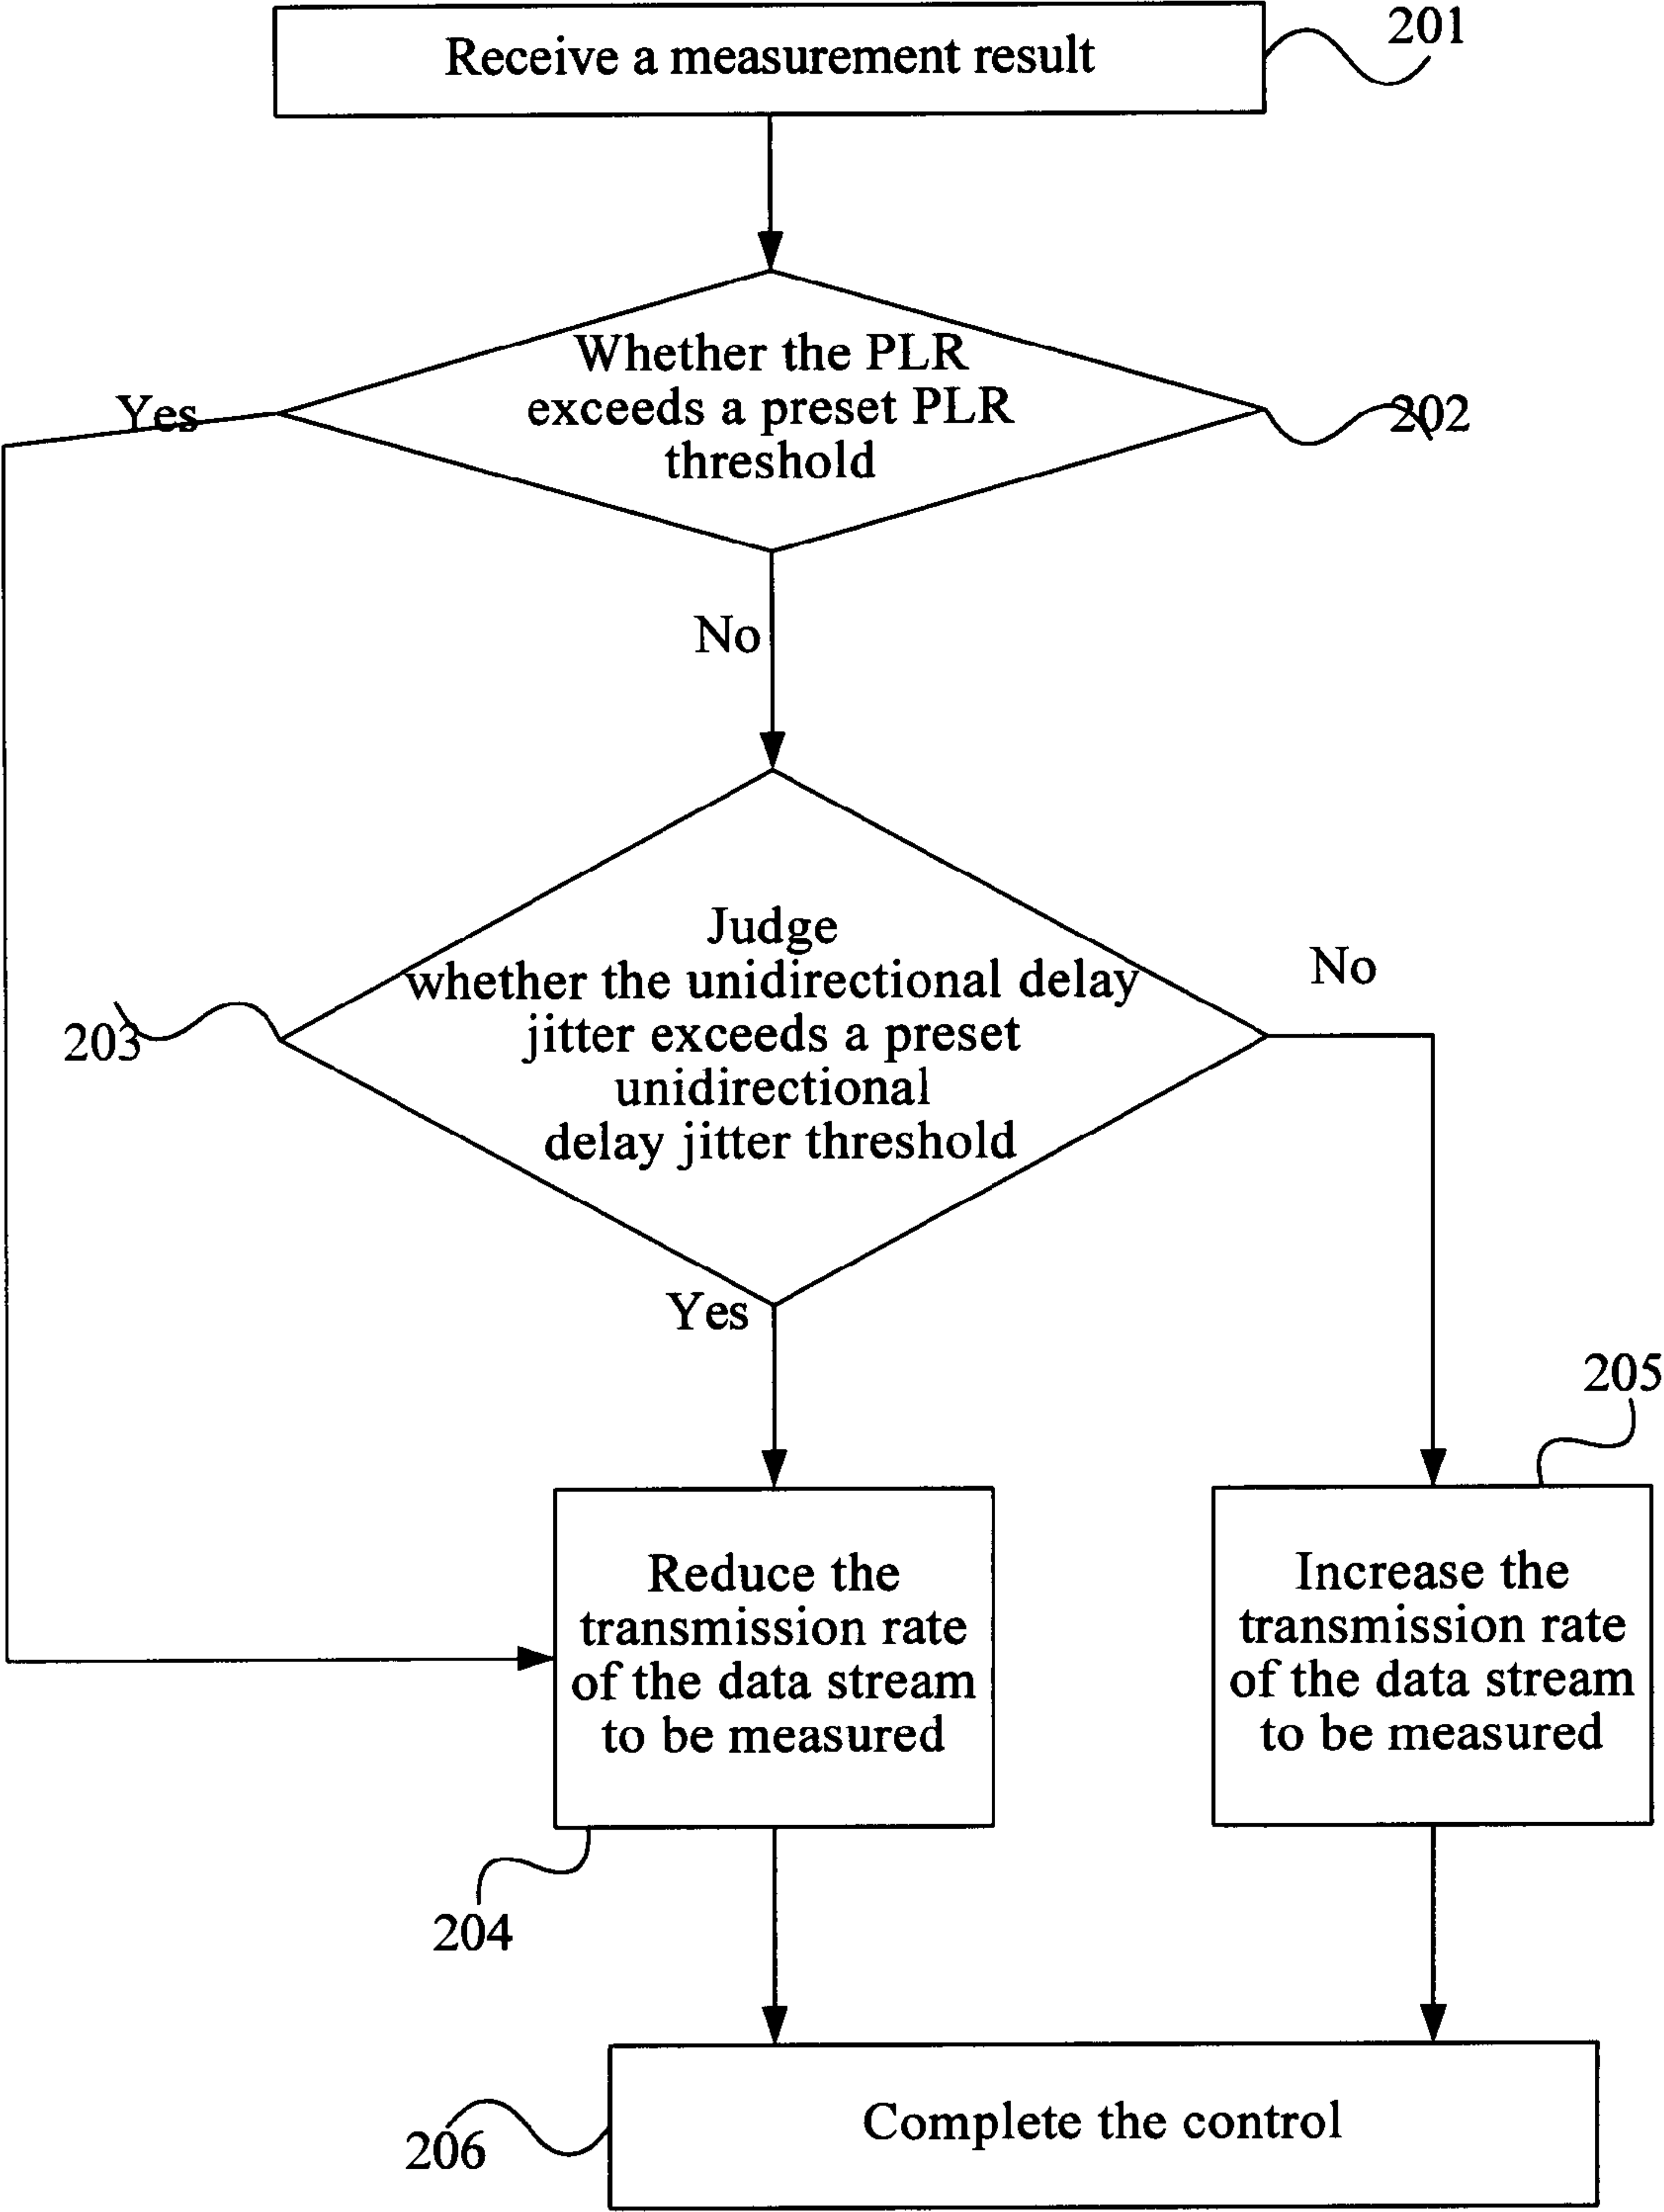 Receive a measurement result
201
Whether the PLR
exceeds a preset PLR
threshold
Yes
202
No
Judge
whether the unidirectional delay
jitter exceeds a preset
unidirectional
delay jitter threshold
No
203
Yes
205
Reduce the
transmission rate
of the data stream
to be measured
Increase the
transmission rate
of the data stream
to be measured
204
Complete the control
206